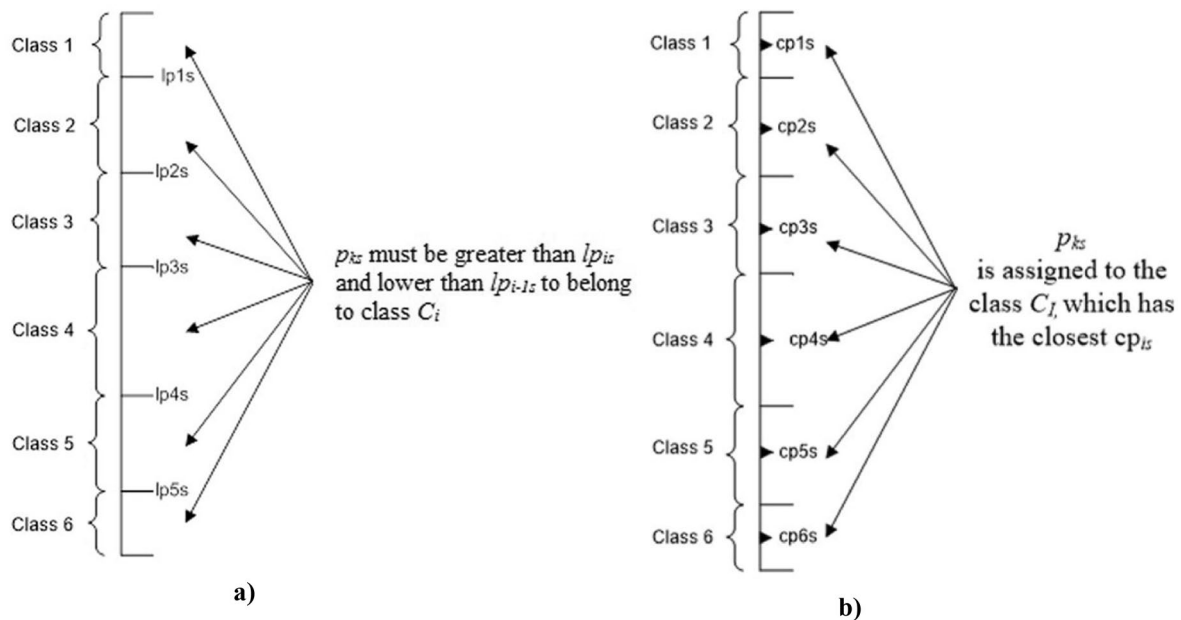 Class 1
lp1s
Class 2
lp2s
Class 3
lp3s
Class 4
lp4s
Class 5
lp5s
Class 6
pks must be greater than lpis
and lower than lpi-1s to belong
to class Ci
a)
Class 1
cp1s
Class 2
cp2s
Class 3
cp3s
Class 4
cp4s
Class 5
cp5s
Class 6
cp6s
pks
is assigned to the
class CI, which has
the closest cpis
b)